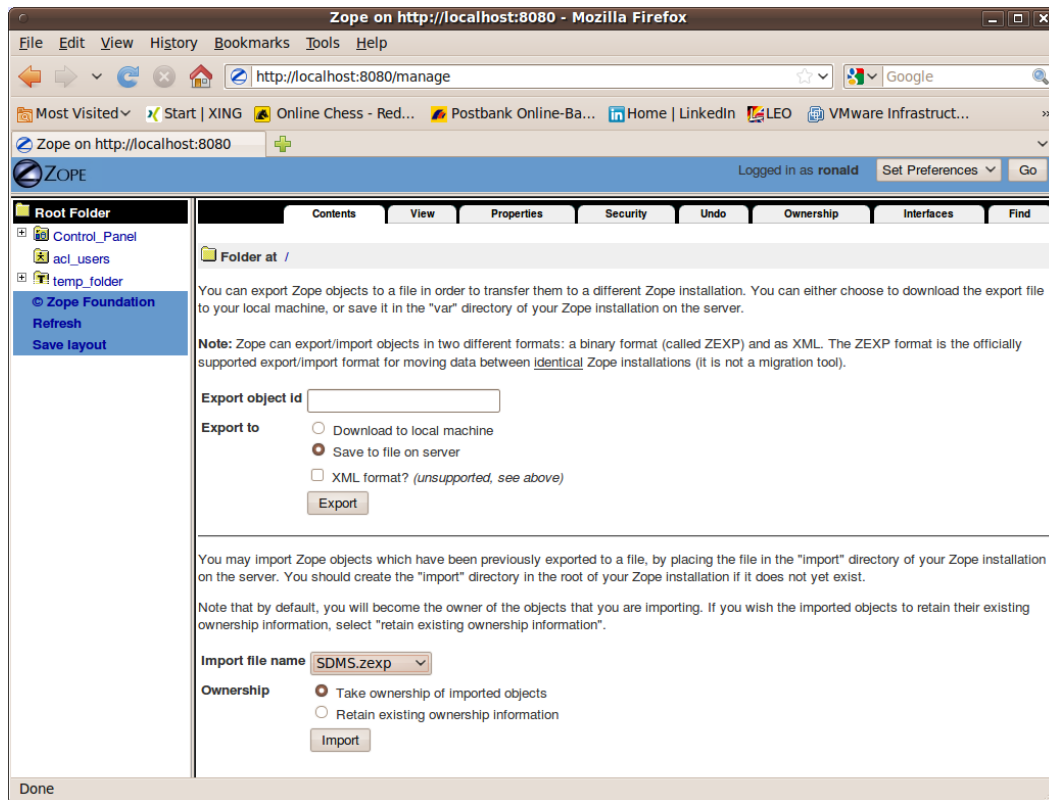 Zope on http://localhost:8080 - Mozilla Firefox
File Edit View History Bookmarks Tools Help
http://localhost:8080/manage Google
Most Visited Start | XING Online Chess - Red... Postbank Online-Ba... Home | LinkedIn LEO VMware Infrastruct... »
Zope on http://localhost:8080
ZOPE Logged in as ronald Set Preferences Go
Root Folder
Control_Panel
acl_users
temp_folder
© Zope Foundation
Refresh
Save layout
Contents View Properties Security Undo Ownership Interfaces Find
Folder at /
You can export Zope objects to a file in order to transfer them to a different Zope installation. You can either choose to download the export file
to your local machine, or save it in the "var" directory of your Zope installation on the server.
Note: Zope can export/import objects in two different formats: a binary format (called ZEXP) and as XML. The ZEXP format is the officially
supported export/import format for moving data between identical Zope installations (it is not a migration tool).
Export object id
Export to
Download to local machine
Save to file on server
XML format? (unsupported, see above)
Export
You may import Zope objects which have been previously exported to a file, by placing the file in the "import" directory of your Zope installation
on the server. You should create the "import" directory in the root of your Zope installation if it does not yet exist.
Note that by default, you will become the owner of the objects that you are importing. If you wish the imported objects to retain their existing
ownership information, select "retain existing ownership information".
Import file name SDMS.zexp
Ownership
Take ownership of imported objects
Retain existing ownership information
Import
Done